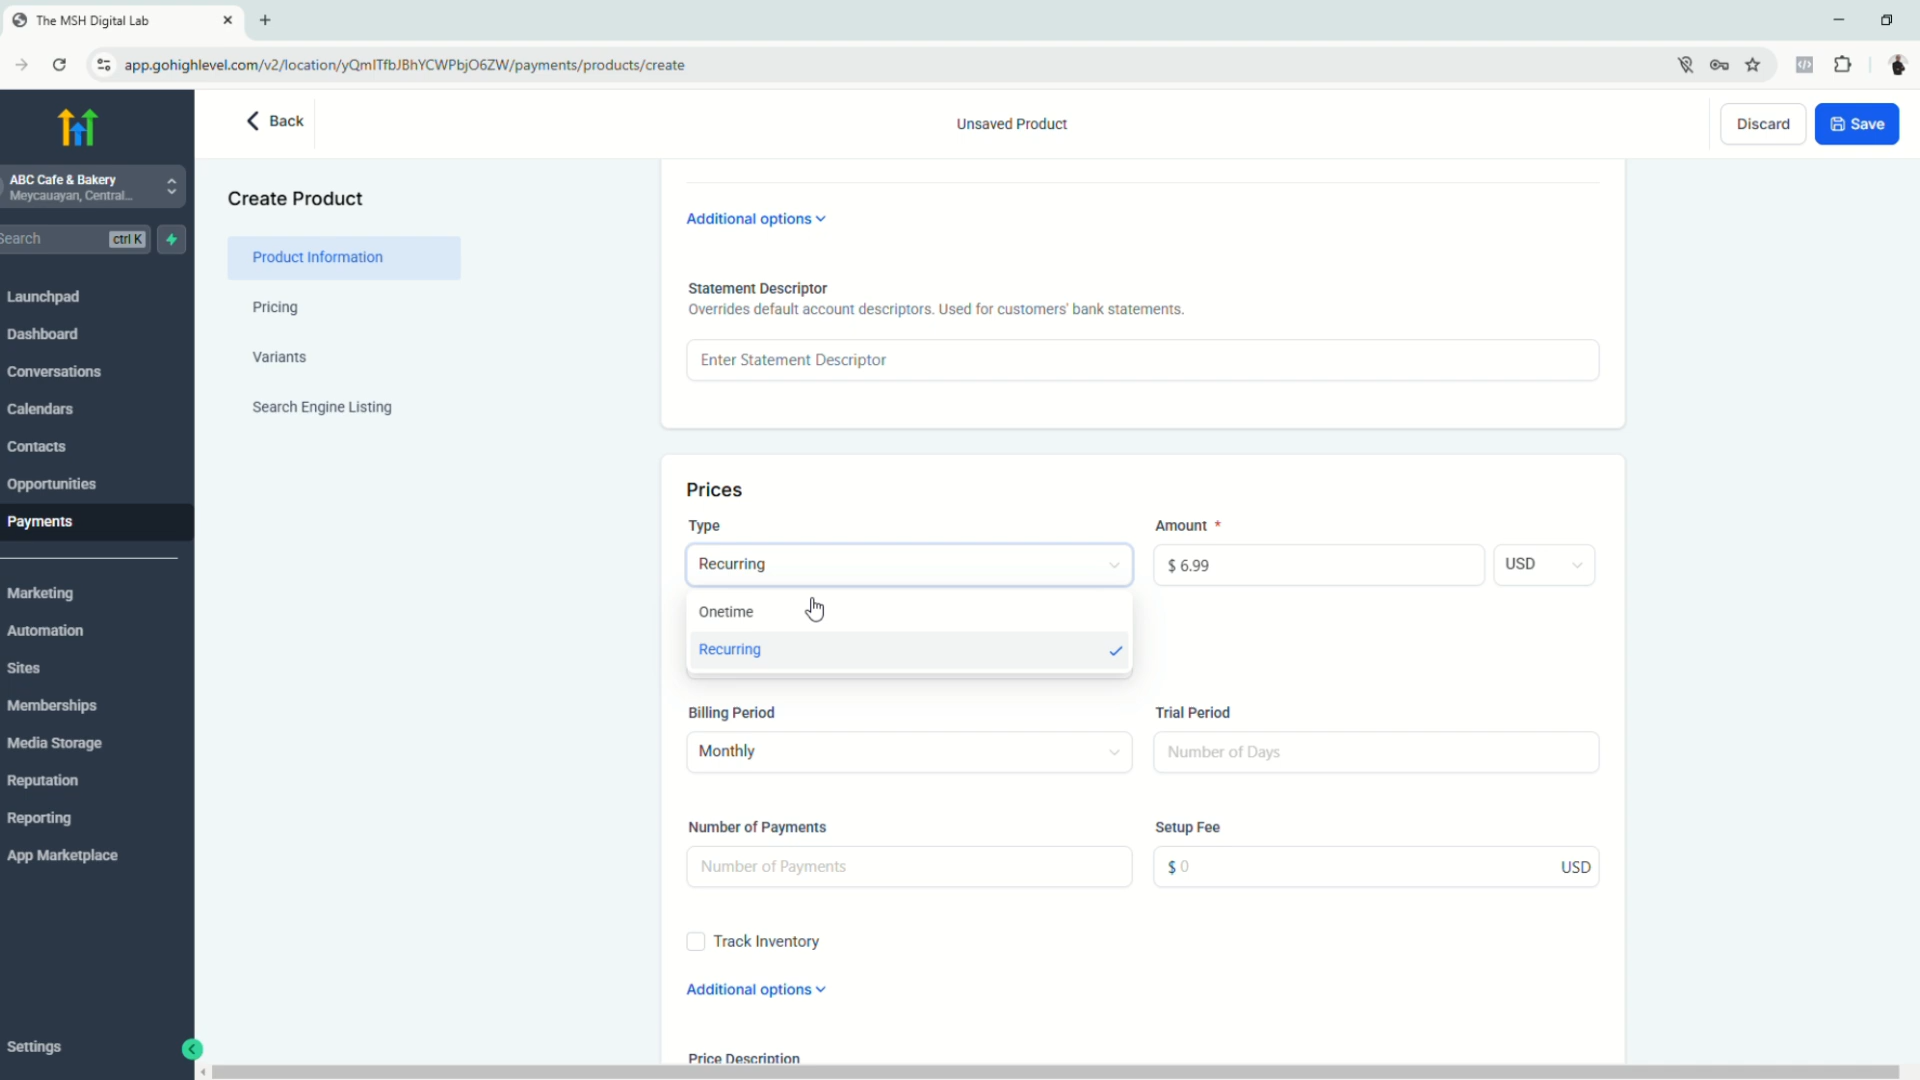 The MSH Digital Lab
app.gohighlevel.com/v2/location/yQmITfbJBhYCWPbjO6ZW/payments/products/create
Back
Unsaved Product
Discard
Save
ABC Cafe & Bakery
Meycauayan, Central...
Search
ctrl K
Launchpad
Dashboard
Conversations
Calendars
Contacts
Opportunities
Payments
Marketing
Automation
Sites
Memberships
Media Storage
Reputation
Reporting
App Marketplace
Settings
Create Product
Product Information
Pricing
Variants
Search Engine Listing
Additional options
Statement Descriptor
Overrides default account descriptors. Used for customers' bank statements.
Enter Statement Descriptor
Prices
Type
Amount *
Recurring
$ 6.99
USD
Onetime
Recurring
Billing Period
Trial Period
Monthly
Number of Days
Number of Payments
Setup Fee
Number of Payments
$ 0
USD
Track Inventory
Additional options
Price Description